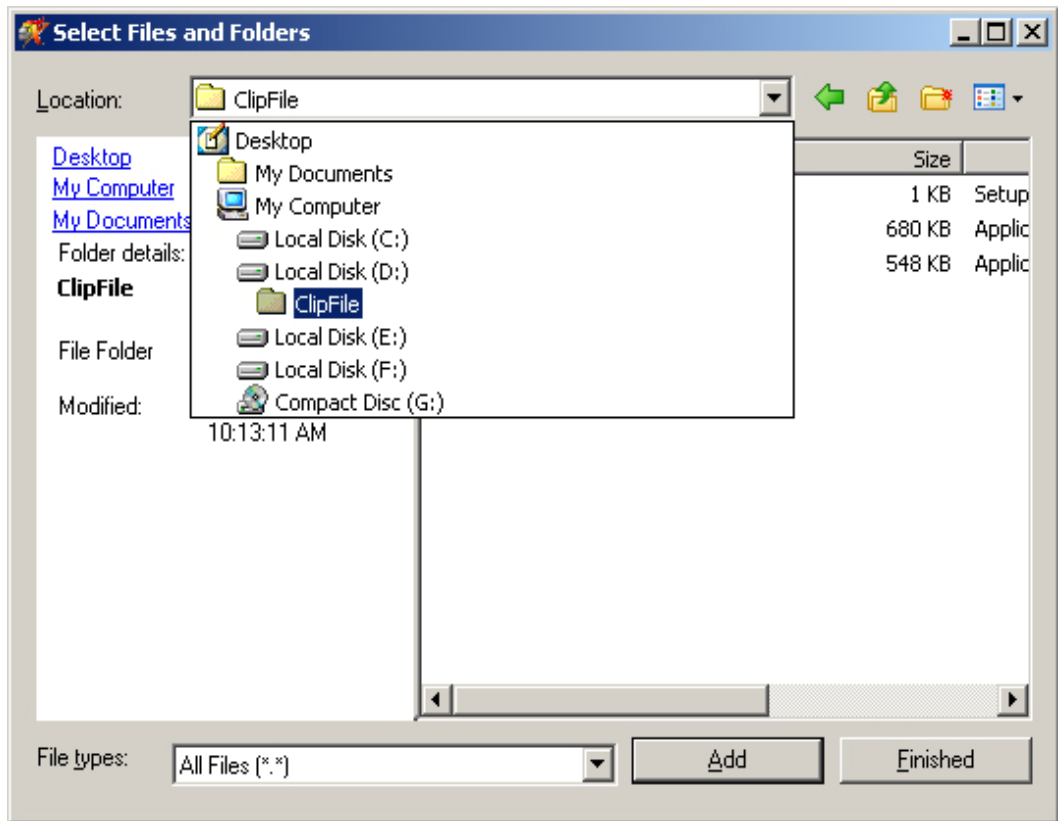 Select Files and Folders
Location: ClipFile
Desktop
My Documents
My Computer
Local Disk (C:)
Local Disk (D:)
ClipFile
Local Disk (E:)
Local Disk (F:)
Compact Disc (G:)
Desktop
My Computer
My Documents
Folder details:
ClipFile
File Folder
Modified:
10:13:11 AM
Size
1 KB Setup
680 KB Applic
548 KB Applic
File types: All Files (*.*)
Add
Finished